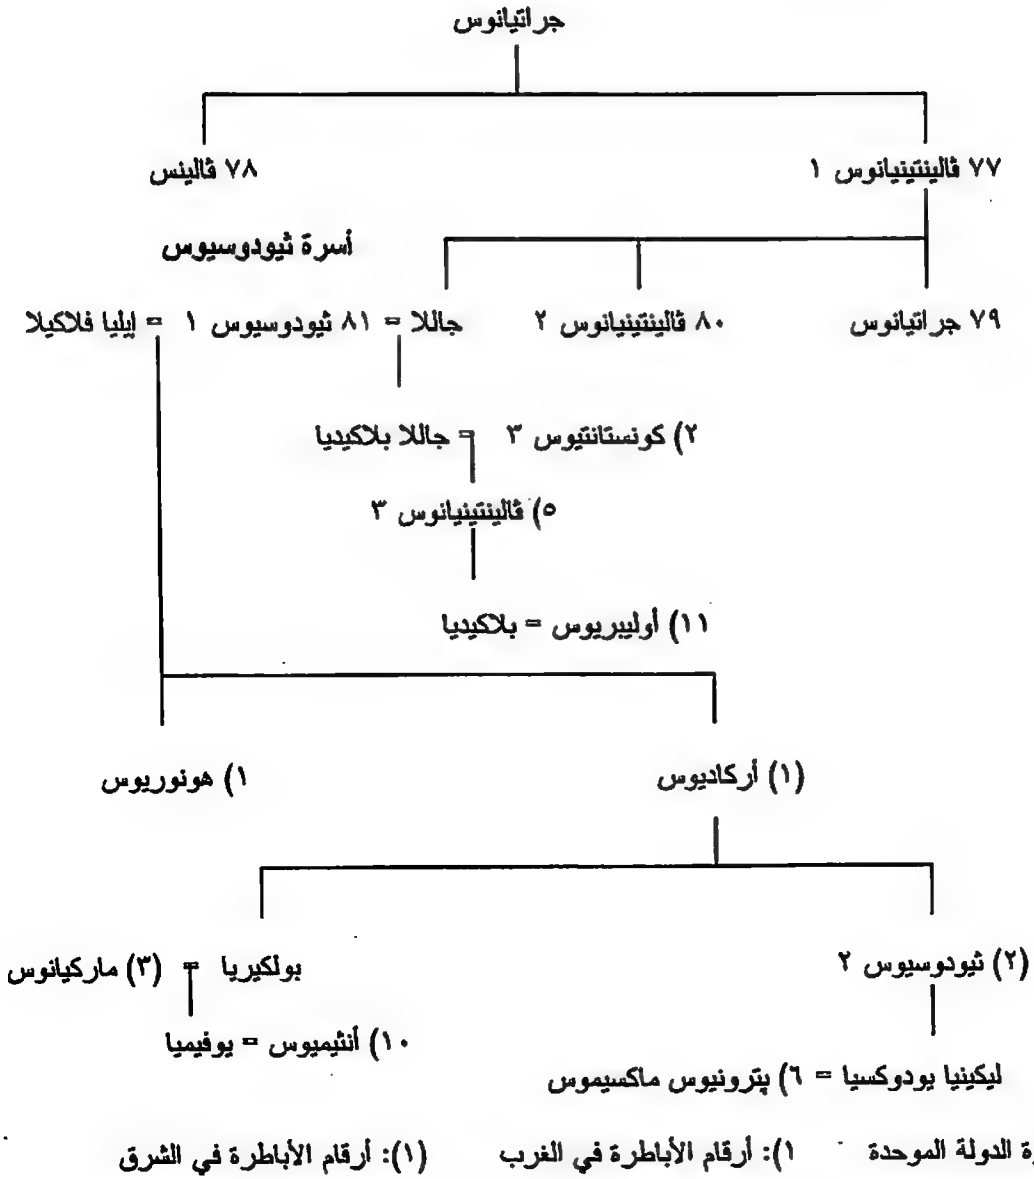 جراتيانوس
٧٧ ڤالينتينيانوس ١ ٧٨ ڤالينس
أسرة ثيودوسيوس
٧٩ جراتيانوس ٨٠ ڤالينتينيانوس ٢ جاللا = ٨١ ثيودوسيوس ١ = إيليا فلاكيلا
٢) كونستانتيوس ٣ = جاللا بلاكيديا
٥) ڤالينتينيانوس ٣
١١) أوليبريوس = بلاكيديا
(١) أركاديوس ١) هونوريوس
(٢) ثيودوسيوس ٢ بولكيريا = (٣) ماركيانوس
١٠) أنثيميوس = يوفيميا
ليكينيا يودوكسيا = ٦) پترونيوس ماكسيموس
الدولة الموحدة ١): أرقام الأباطرة في الغرب (١): أرقام الأباطرة في الشرق